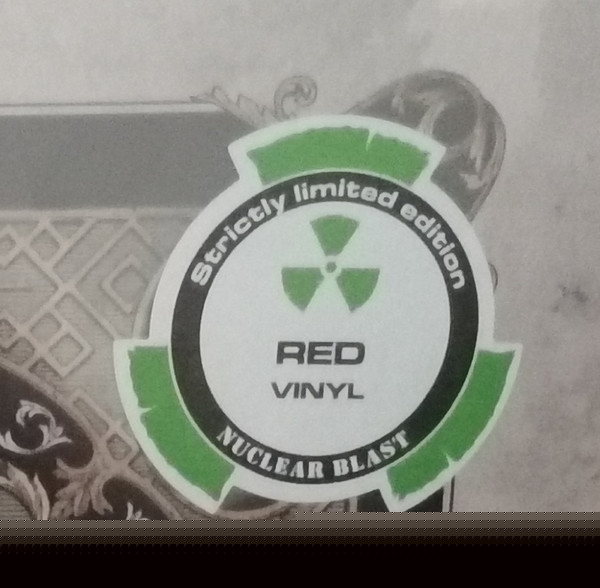 Strictly limited edition
RED
VINYL
NUCLEAR BLAST